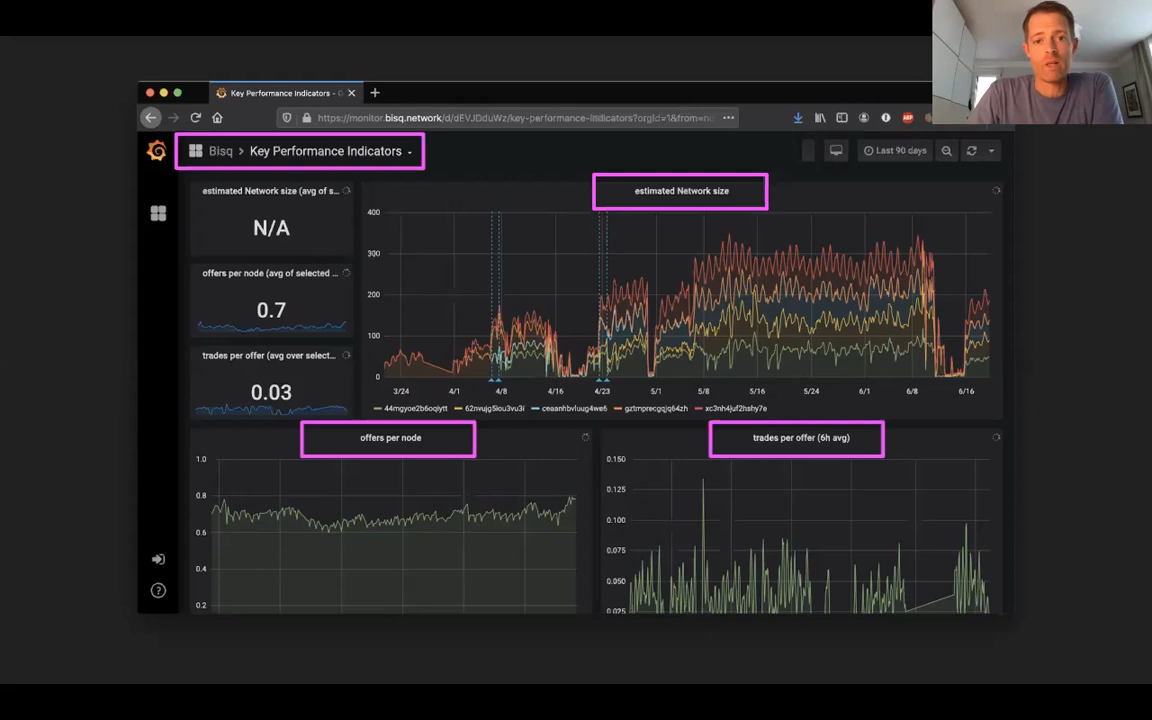 Key Performance Indicators - G
https://monitor.bisq.network/d/dEVJDduWz/key-performance-indicators?orgId=1&from=no
ABP
Bisq > Key Performance Indicators
Last 90 days
estimated Network size (avg of s...
N/A
offers per node (avg of selected ...
0.7
trades per offer (avg over select...
0.03
estimated Network size
400
300
200
100
0
3/24 4/1 4/8 4/16 4/23 5/1 5/8 5/16 5/24 6/1 6/8 6/16
44mgyoe2b6oqiytt 62nvujg5iou3vu3i ceaanhbvluug4we6 gztmprecgqjq64zh xc3nh4juf2hshy7e
offers per node
1.0
0.8
0.6
0.4
0.2
trades per offer (6h avg)
0.150
0.125
0.100
0.075
0.050
0.025